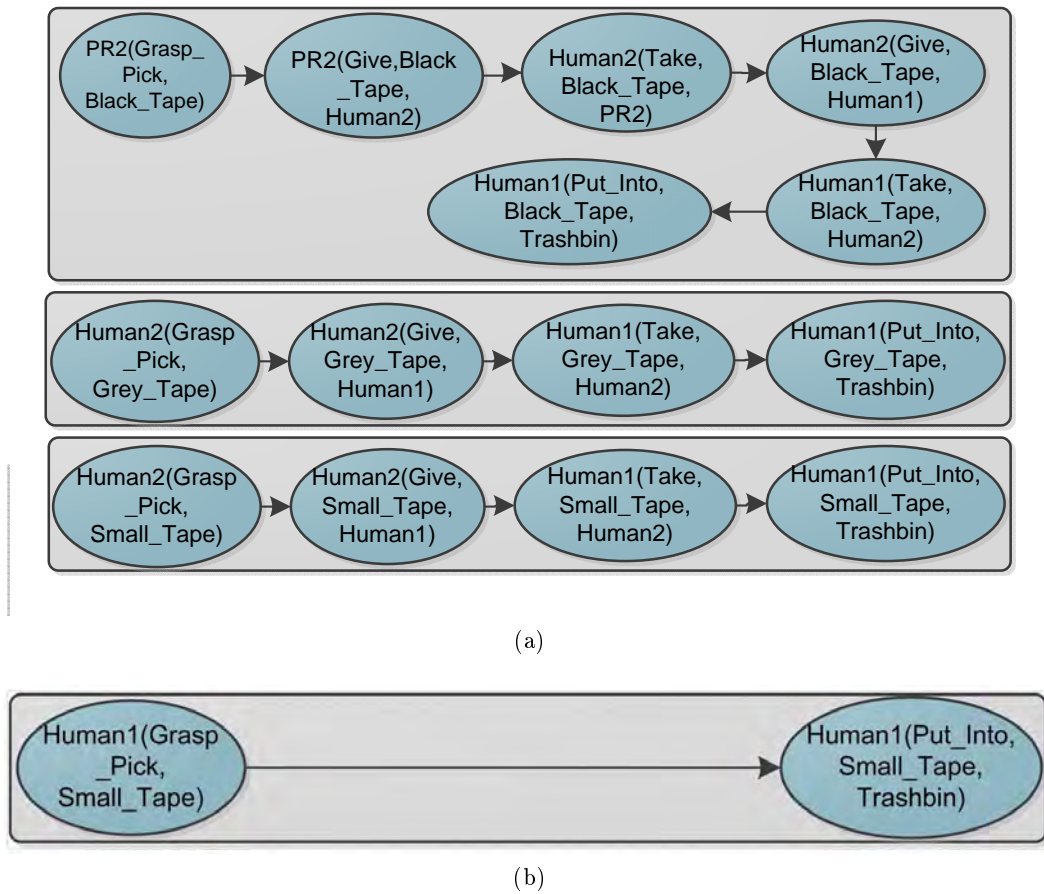 PR2(Grasp_
Pick,
Black_Tape)
PR2(Give,Black
_Tape,
Human2)
Human2(Take,
Black_Tape,
PR2)
Human2(Give,
Black_Tape,
Human1)
Human1(Take,
Black_Tape,
Human2)
Human1(Put_Into,
Black_Tape,
Trashbin)
Human2(Grasp
_Pick,
Grey_Tape)
Human2(Give,
Grey_Tape,
Human1)
Human1(Take,
Grey_Tape,
Human2)
Human1(Put_Into,
Grey_Tape,
Trashbin)
Human2(Grasp
_Pick,
Small_Tape)
Human2(Give,
Small_Tape,
Human1)
Human1(Take,
Small_Tape,
Human2)
Human1(Put_Into,
Small_Tape,
Trashbin)
(a)
Human1(Grasp
_Pick,
Small_Tape)
Human1(Put_Into,
Small_Tape,
Trashbin)
(b)